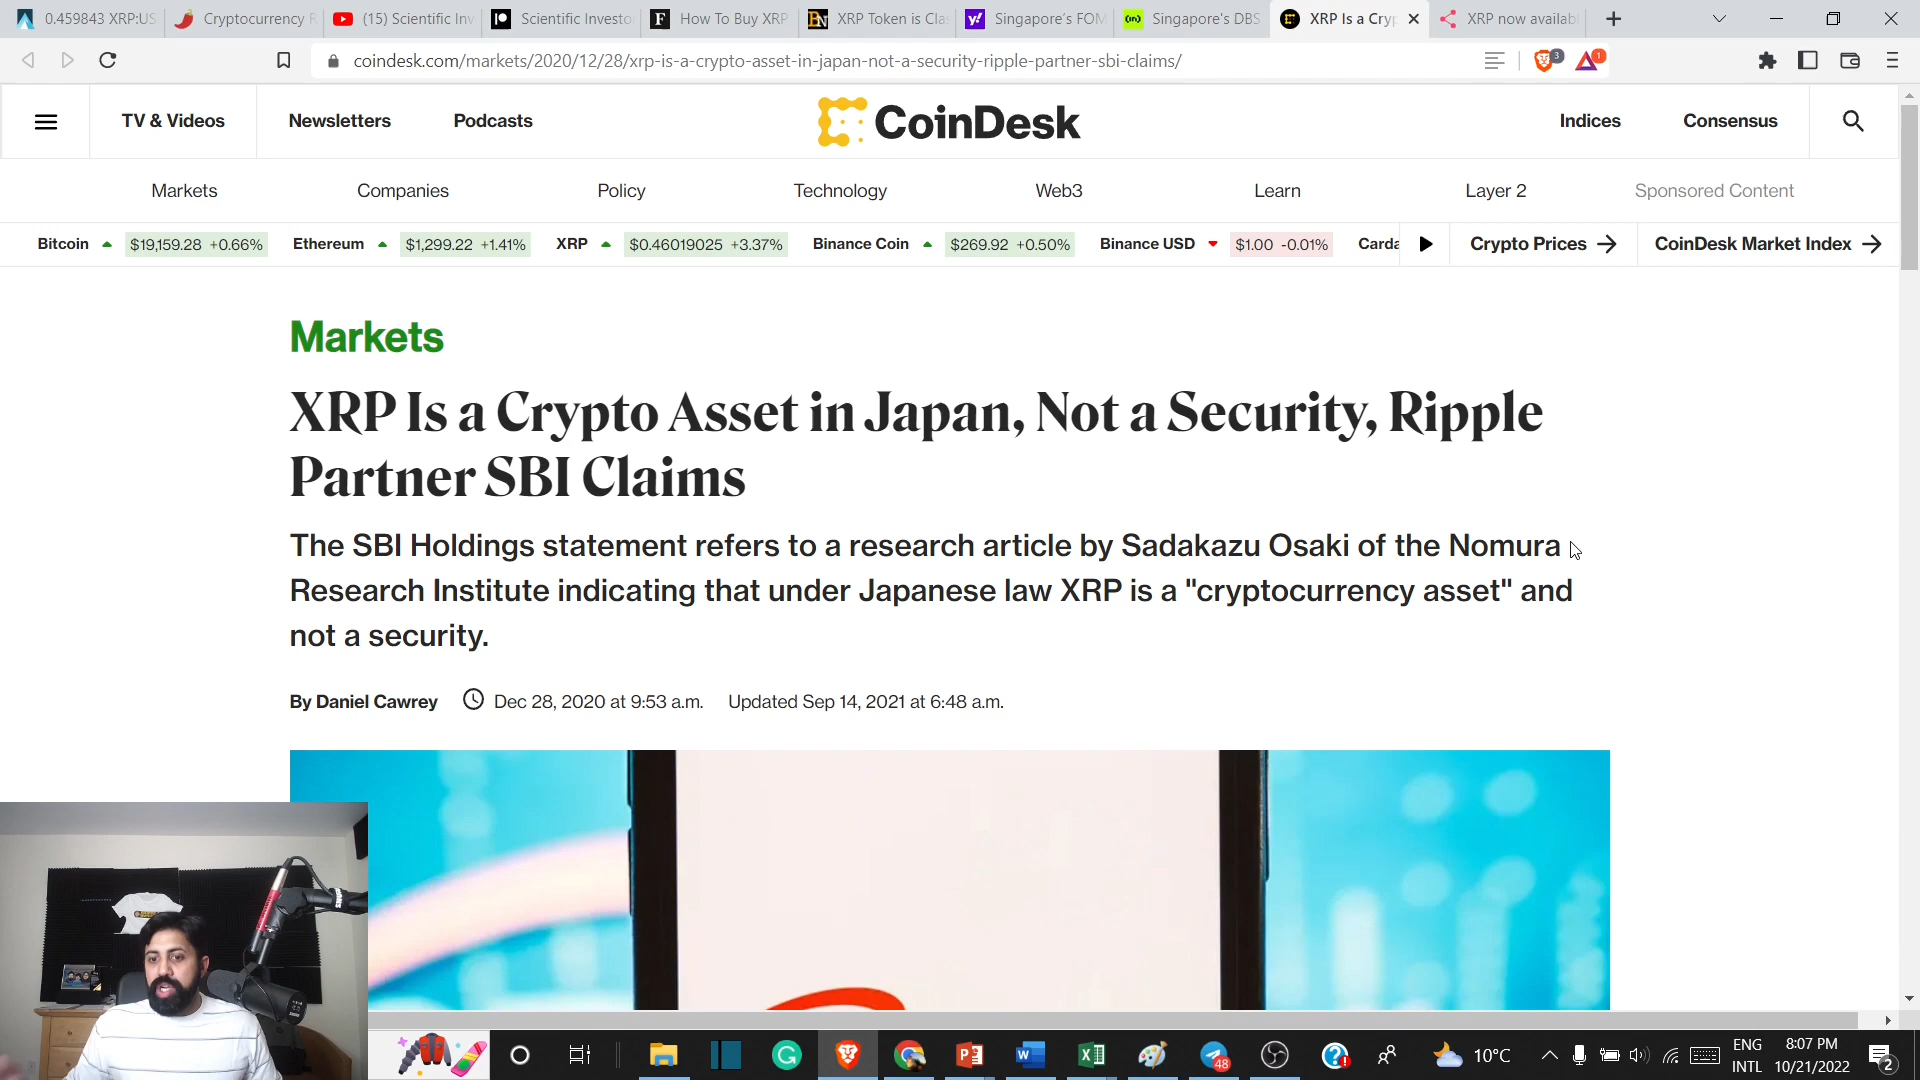 0.459843 XRP:US
Cryptocurrency
(15) Scientific Inv
Scientific Investo
How To Buy XRP
XRP Token is Cla
Singapore's FOM
Singapore's DBS
XRP Is a Cry
XRP now availab
coindesk.com/markets/2020/12/28/xrp-is-a-crypto-asset-in-japan-not-a-security-ripple-partner-sbi-claims/
3
1
TV & Videos
Newsletters
Podcasts
CoinDesk
Indices
Consensus
Markets
Companies
Policy
Technology
Web3
Learn
Layer 2
Sponsored Content
Bitcoin $19,159.28 +0.66% Ethereum $1,299.22 +1.41% XRP $0.46019025 +3.37% Binance Coin $269.92 +0.50% Binance USD $1.00 -0.01% Carda
Crypto Prices
CoinDesk Market Index
Markets
XRP Is a Crypto Asset in Japan, Not a Security, Ripple
Partner SBI Claims
The SBI Holdings statement refers to a research article by Sadakazu Osaki of the Nomura
Research Institute indicating that under Japanese law XRP is a "cryptocurrency asset" and
not a security.
By Daniel Cawrey Dec 28, 2020 at 9:53 a.m. Updated Sep 14, 2021 at 6:48 a.m.
48
10°C
ENG
INTL
8:07 PM
10/21/2022
2